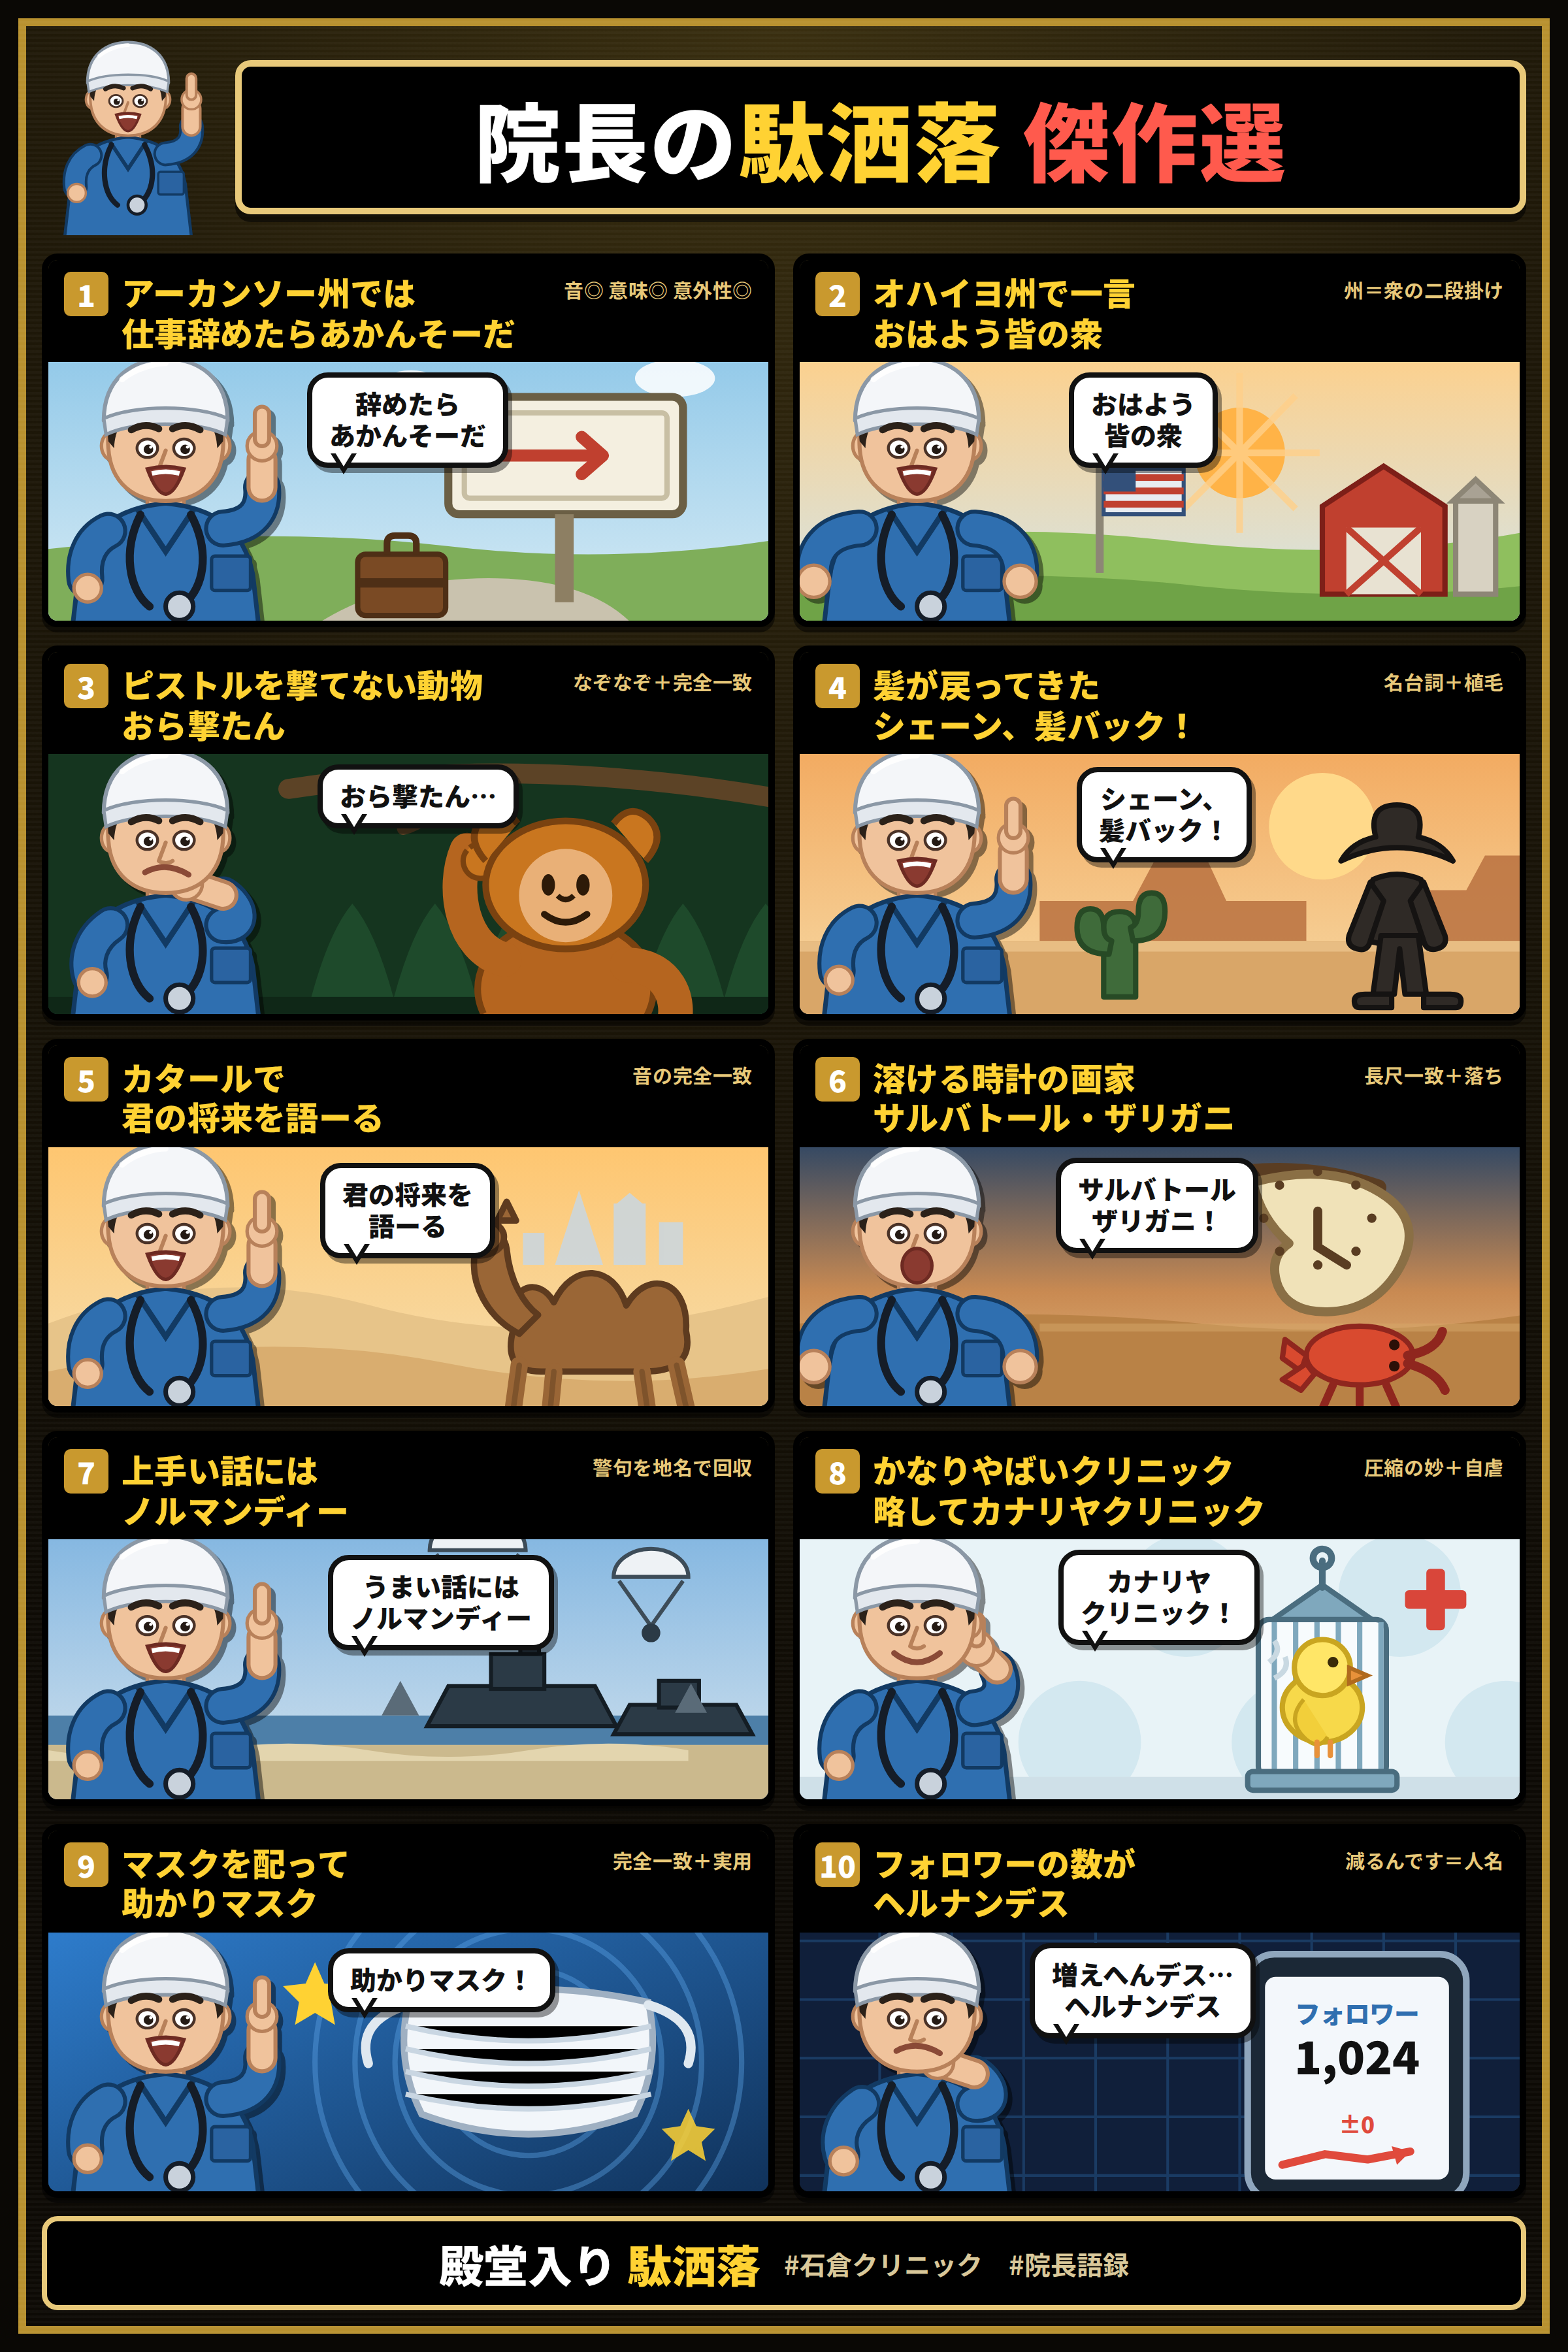 院長の駄洒落 傑作選
1 アーカンソー州では 音◎ 意味◎ 意外性◎
仕事辞めたらあかんそーだ
辞めたら
あかんそーだ
2 オハイヨ州で一言 州＝衆の二段掛け
おはよう皆の衆
おはよう
皆の衆
3 ピストルを撃てない動物 なぞなぞ＋完全一致
おら撃たん
おら撃たん…
4 髪が戻ってきた 名台詞＋植毛
シェーン、髪バック！
シェーン、
髪バック！
5 カタールで 音の完全一致
君の将来を語ーる
君の将来を
語ーる
6 溶ける時計の画家 長尺一致＋落ち
サルバトール・ザリガニ
サルバトール
ザリガニ！
7 上手い話には 警句を地名で回収
ノルマンディー
うまい話には
ノルマンディー
8 かなりやばいクリニック 圧縮の妙＋自虐
略してカナリヤクリニック
カナリヤ
クリニック！
9 マスクを配って 完全一致＋実用
助かりマスク
助かりマスク！
10 フォロワーの数が 減るんです＝人名
ヘルナンデス
増えへんデス…
ヘルナンデス
フォロワー
1,024
±0
殿堂入り 駄洒落 #石倉クリニック #院長語録